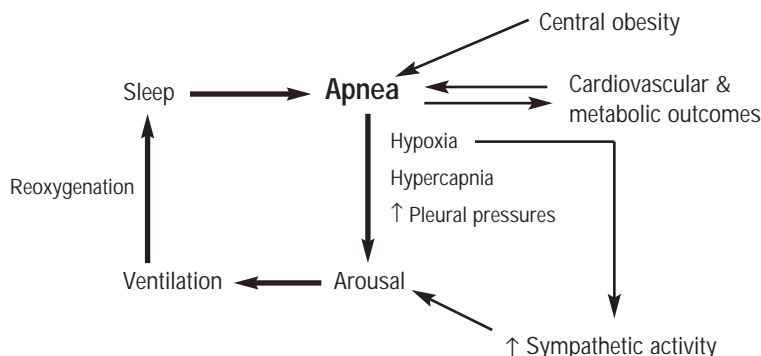 Central obesity
Sleep
Apnea
Cardiovascular &
metabolic outcomes
Hypoxia
Reoxygenation
Hypercapnia
↑ Pleural pressures
Ventilation
Arousal
↑ Sympathetic activity